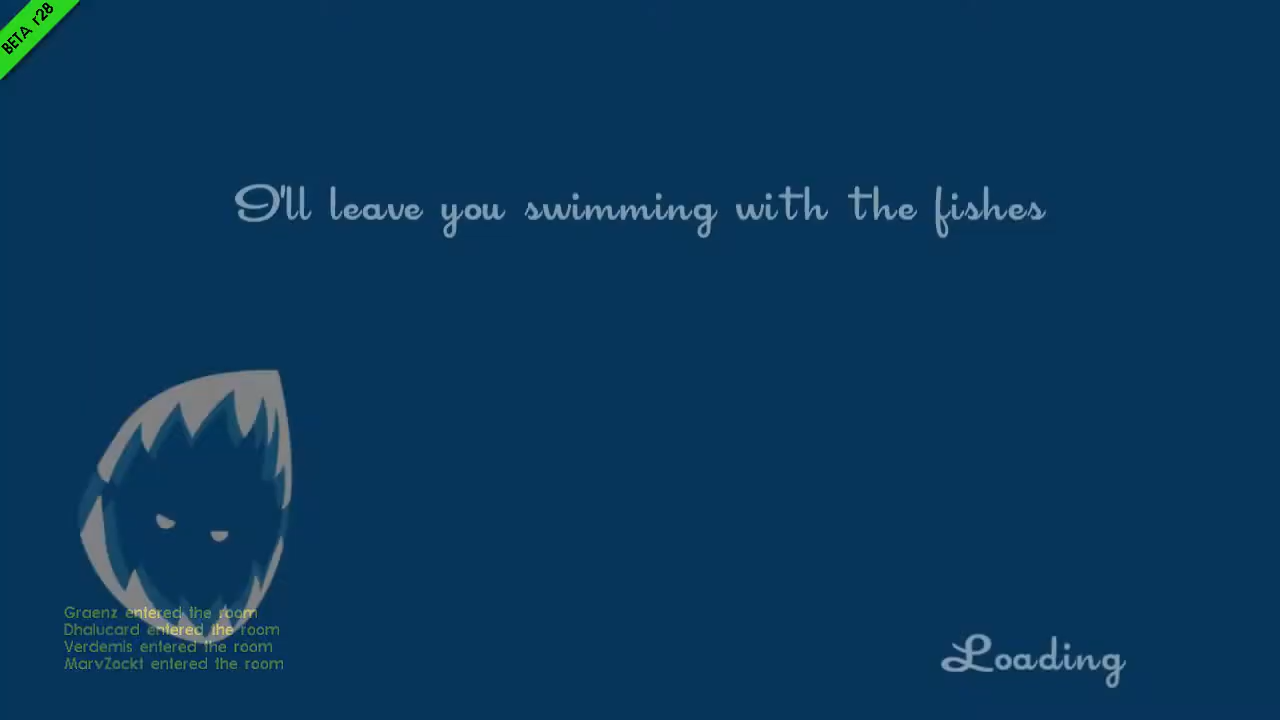 BETA r28
I'll leave you swimming with the fishes
Graenz entered the room
Dhalucard entered the room
Verdemis entered the room
MarvZockt entered the room
Loading